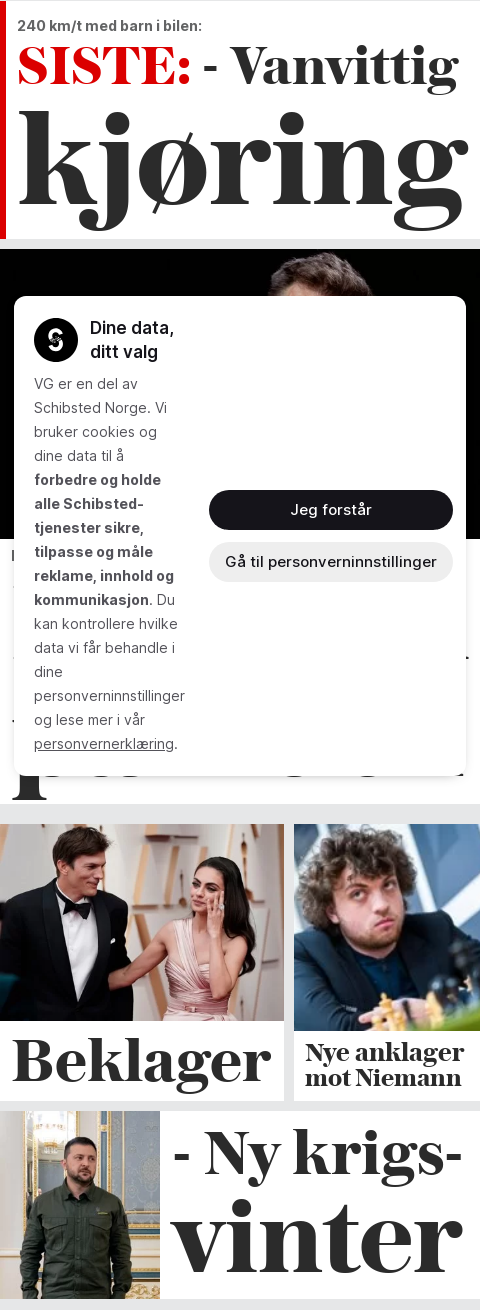 240 km/t med barn i bilen:
SISTE: - Vanvittig
kjøring
Dine data,
ditt valg
VG er en del av
Schibsted Norge. Vi
bruker cookies og
dine data til å
forbedre og holde
alle Schibsted-
tjenester sikre,
tilpasse og måle
reklame, innhold og
kommunikasjon. Du
kan kontrollere hvilke
data vi får behandle i
dine
personverninnstillinger
og lese mer i vår
personvernerklæring.
Jeg forstår
Gå til personverninnstillinger
Beklager
Nye anklager
mot Niemann
- Ny krigs-
vinter